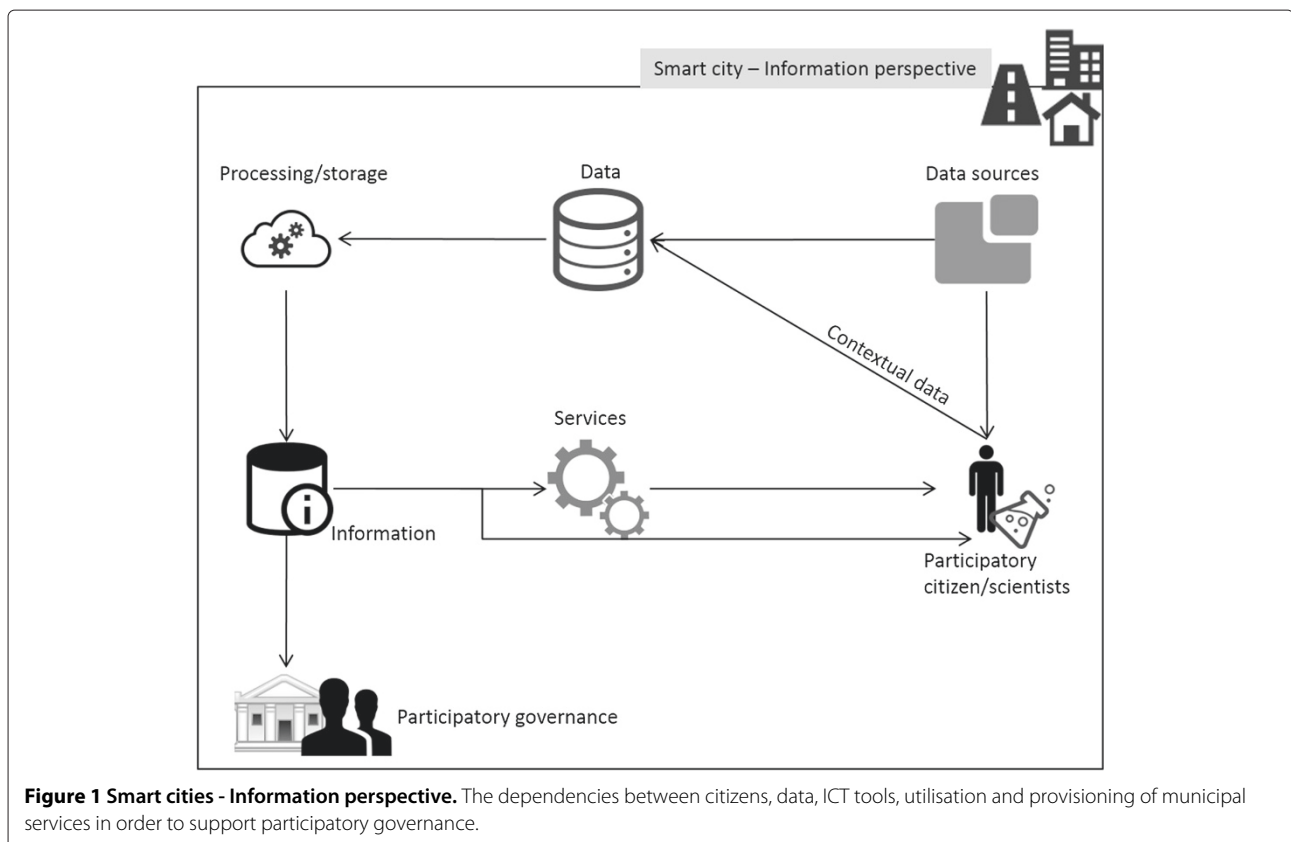 Smart city – Information perspective
Processing/storage
Data
Data sources
Contextual data
Services
i
Information
Participatory
citizen/scientists
Participatory governance
Figure 1 Smart cities - Information perspective. The dependencies between citizens, data, ICT tools, utilisation and provisioning of municipal
services in order to support participatory governance.